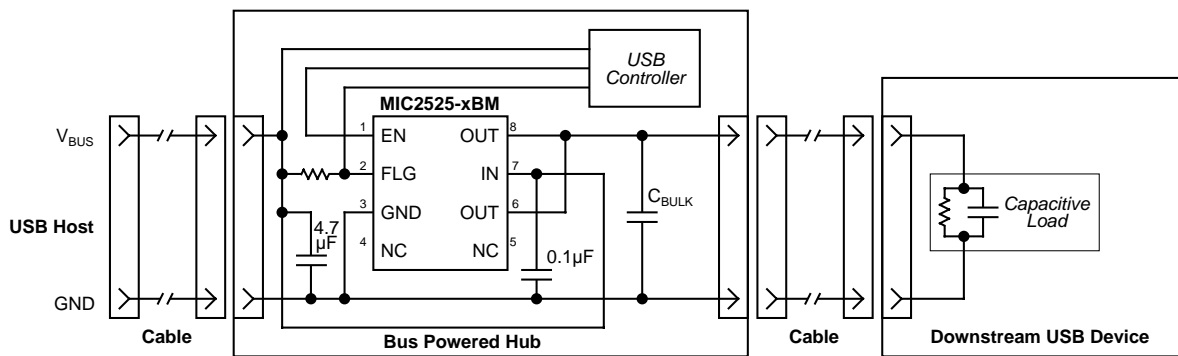 USB
Controller
MIC2525-xBM
VBUS
1
EN
OUT
8
2
FLG
IN
7
3
GND
OUT
6
4
NC
NC
5
4.7
µF
0.1µF
CBULK
Capacitive
Load
USB Host
GND
Cable
Bus Powered Hub
Cable
Downstream USB Device